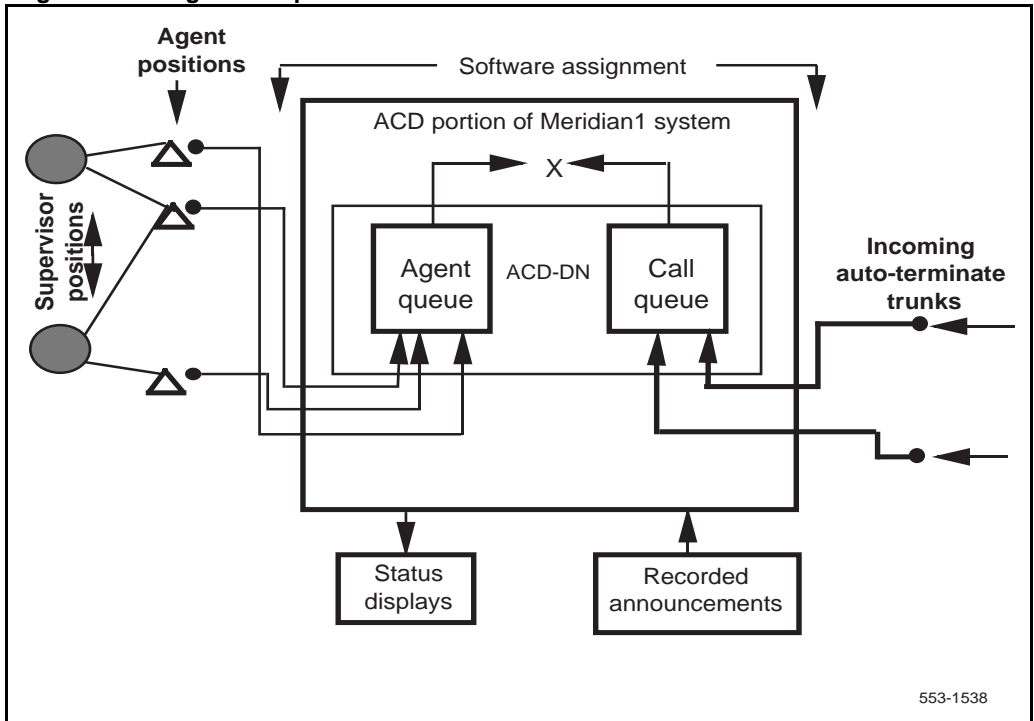 Agent
positions
Software assignment
ACD portion of Meridian1 system
X
Supervisor
positions
Agent
queue
ACD-DN
Call
queue
Incoming
auto-terminate
trunks
Status
displays
Recorded
announcements
553-1538